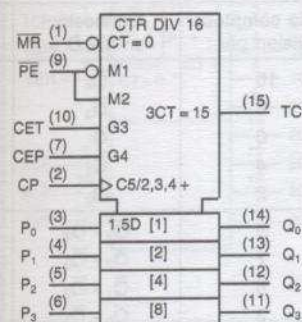 CTR DIV 16
MR (1) CT=0
PE (9) M1
M2
3CT = 15 (15) TC
CET (10) G3
CEP (7) G4
CP (2) C5/2,3,4 +
P₀ (3) 1,5D [1] (14) Q₀
P₁ (4) [2] (13) Q₁
P₂ (5) [4] (12) Q₂
P₃ (6) [8] (11) Q₃